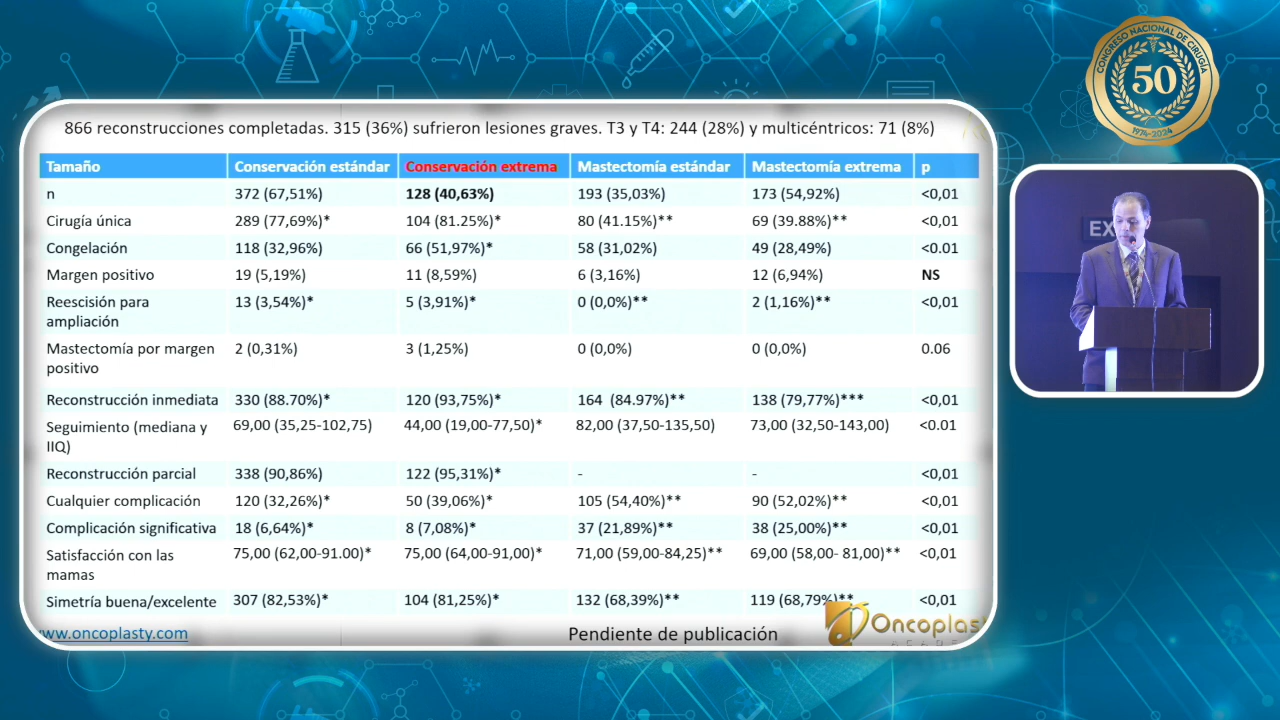 CONGRESO NACIONAL DE CIRUGÍA
50
1974-2024
866 reconstrucciones completadas. 315 (36%) sufrieron lesiones graves. T3 y T4: 244 (28%) y multicéntricos: 71 (8%)
Tamaño Conservación estándar Conservación extrema Mastectomía estándar Mastectomía extrema p
n 372 (67,51%) 128 (40,63%) 193 (35,03%) 173 (54,92%) <0,01
Cirugía única 289 (77,69%)* 104 (81.25%)* 80 (41.15%)** 69 (39.88%)** <0,01
Congelación 118 (32,96%) 66 (51,97%)* 58 (31,02%) 49 (28,49%) <0.01
Margen positivo 19 (5,19%) 11 (8,59%) 6 (3,16%) 12 (6,94%) NS
Reescisión para 13 (3,54%)* 5 (3,91%)* 0 (0,0%)** 2 (1,16%)** <0,01
ampliación
Mastectomía por margen 2 (0,31%) 3 (1,25%) 0 (0,0%) 0 (0,0%) 0.06
positivo
Reconstrucción inmediata 330 (88.70%)* 120 (93,75%)* 164 (84.97%)** 138 (79,77%)*** <0,01
Seguimiento (mediana y 69,00 (35,25-102,75) 44,00 (19,00-77,50)* 82,00 (37,50-135,50) 73,00 (32,50-143,00) <0.01
IIQ)
Reconstrucción parcial 338 (90,86%) 122 (95,31%)* - - <0,01
Cualquier complicación 120 (32,26%)* 50 (39,06%)* 105 (54,40%)** 90 (52,02%)** <0,01
Complicación significativa 18 (6,64%)* 8 (7,08%)* 37 (21,89%)** 38 (25,00%)** <0,01
Satisfacción con las 75,00 (62,00-91.00)* 75,00 (64,00-91,00)* 71,00 (59,00-84,25)** 69,00 (58,00- 81,00)** <0,01
mamas
Simetría buena/excelente 307 (82,53%)* 104 (81,25%)* 132 (68,39%)** 119 (68,79%)** <0,01
www.oncoplasty.com Pendiente de publicación Oncoplasty
EX